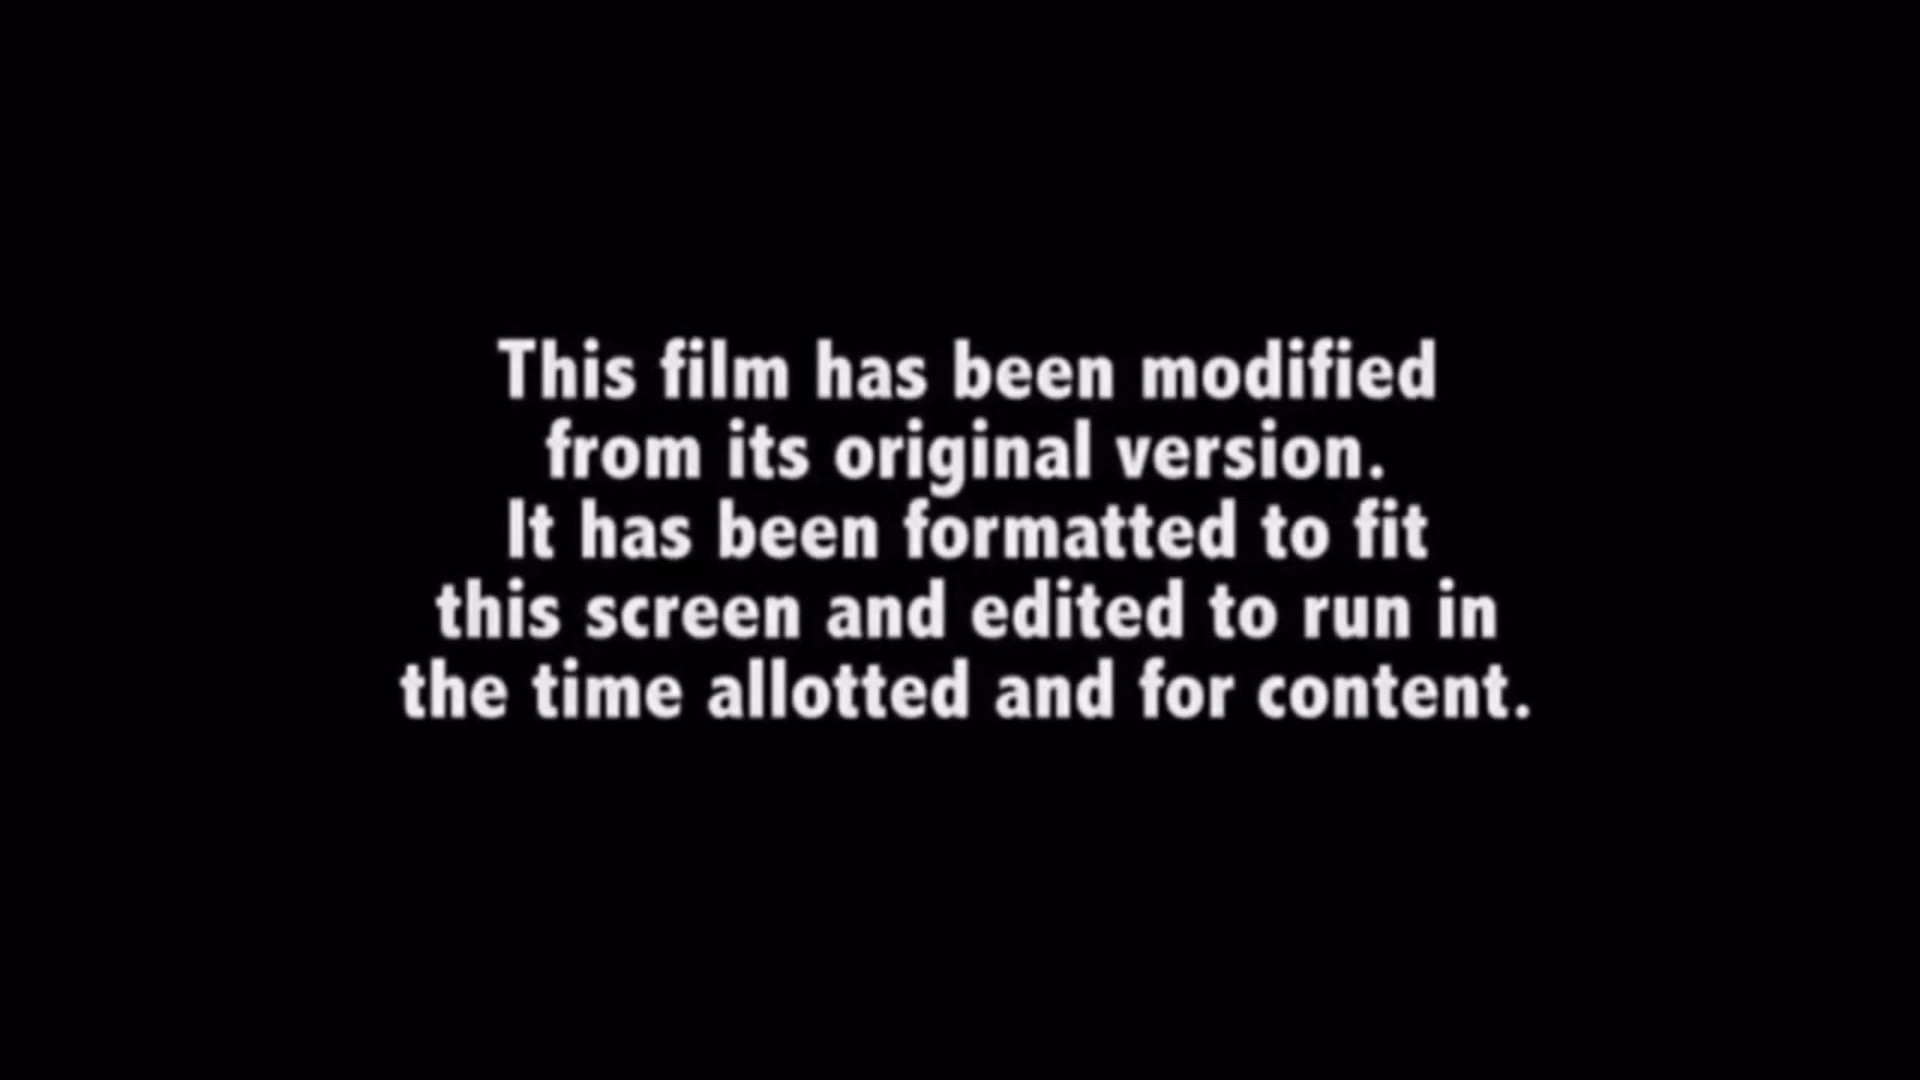 This film has been modified
from its original version.
It has been formatted to fit
this screen and edited to run in
the time allotted and for content.